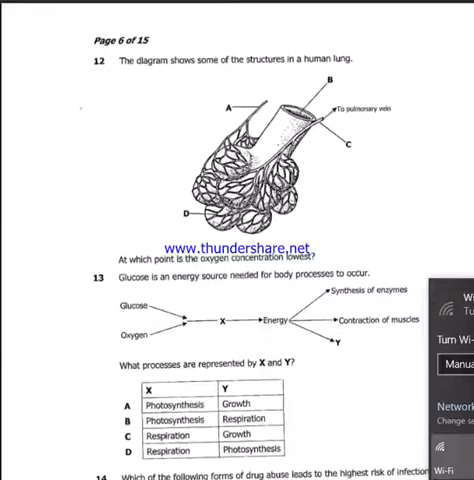 Page 6 of 15
12 The diagram shows some of the structures in a human lung.
B
A
To pulmonary vein
C
D
www.thundershare.net
At which point is the oxygen concentration lowest?
13 Glucose is an energy source needed for body processes to occur.
Synthesis of enzymes
Glucose
X Energy Contraction of muscles
Oxygen
Y
What processes are represented by X and Y?
X Y
A Photosynthesis Growth
B Photosynthesis Respiration
C Respiration Growth
D Respiration Photosynthesis
14 Which of the following forms of drug abuse leads to the highest risk of infection
Turn Wi-
Manua
Network
Change se
Wi-Fi